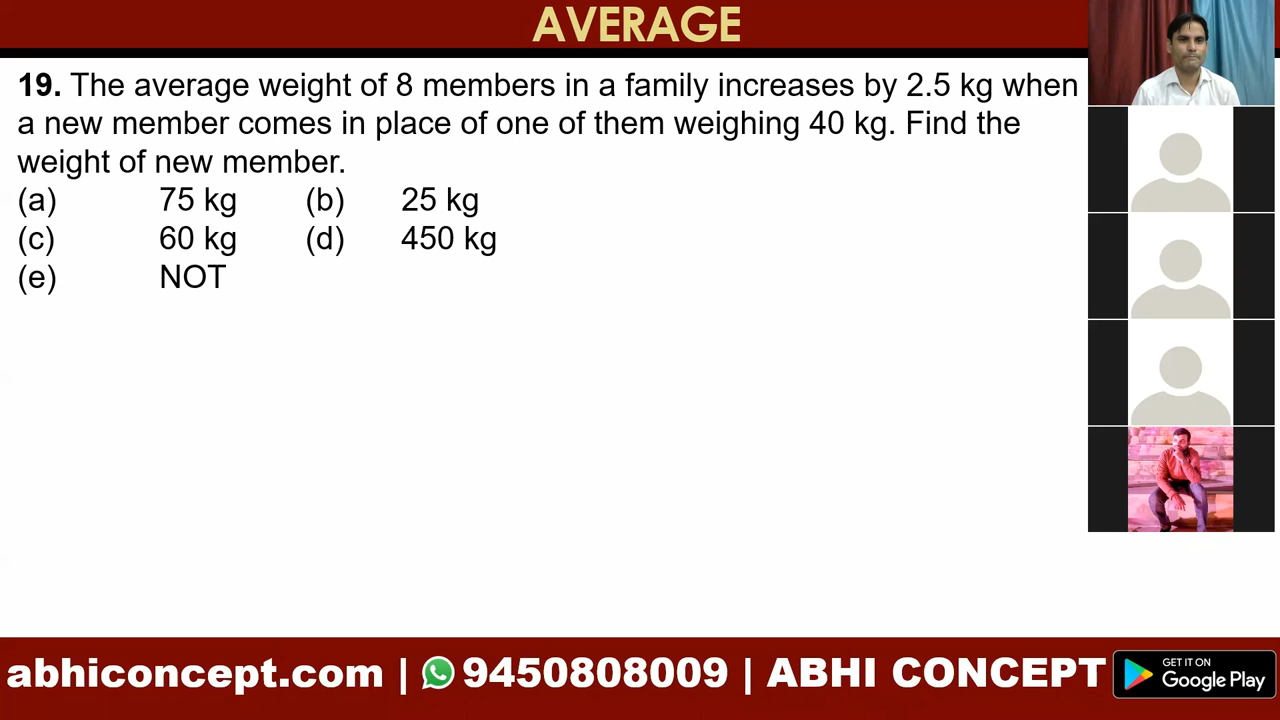 AVERAGE
19. The average weight of 8 members in a family increases by 2.5 kg when
a new member comes in place of one of them weighing 40 kg. Find the
weight of new member.
(a) 75 kg (b) 25 kg
(c) 60 kg (d) 450 kg
(e) NOT
abhiconcept.com | 9450808009 | ABHI CONCEPT
GET IT ON
Google Play